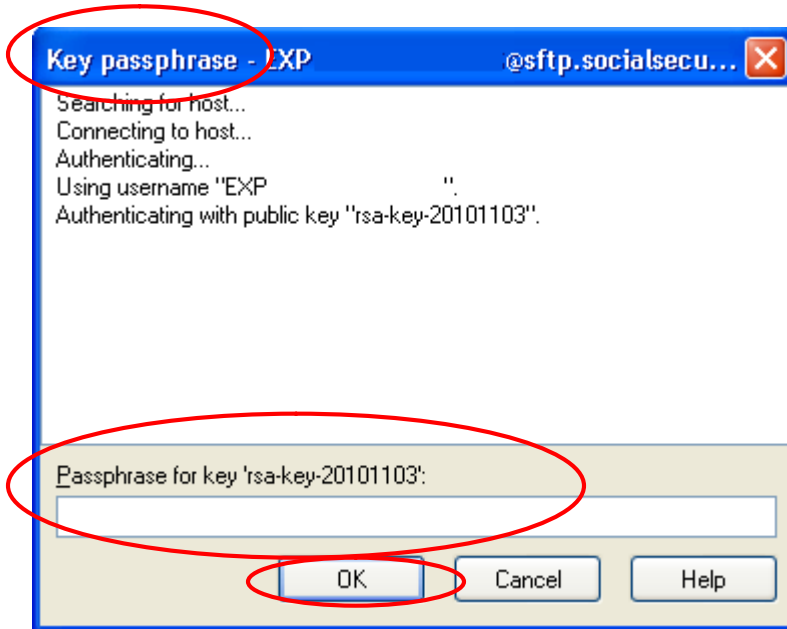 Key passphrase - EXP @sftp.socialsecu...
Searching for host...
Connecting to host...
Authenticating...
Using username "EXP ".
Authenticating with public key "rsa-key-20101103".
Passphrase for key 'rsa-key-20101103':
OK Cancel Help